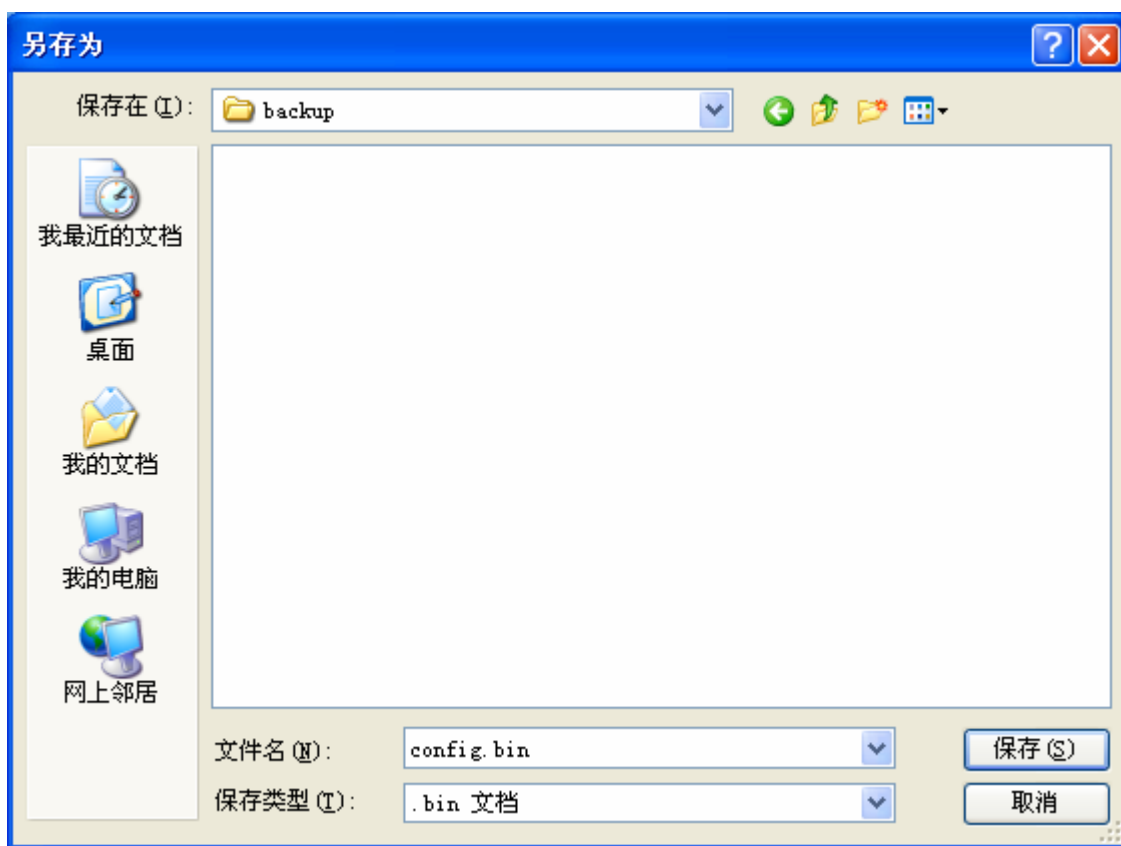 另存为
保存在(I):
backup
我最近的文档
桌面
我的文档
我的电脑
网上邻居
文件名(N):
config.bin
保存(S)
保存类型(T):
.bin 文档
取消